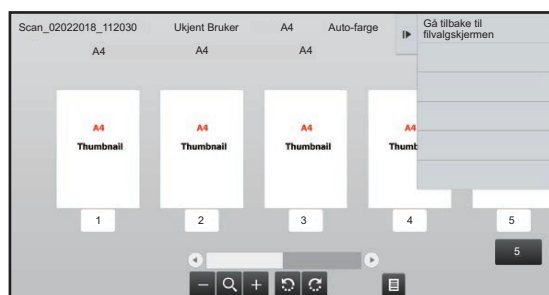 Scan_02022018_112030 Ukjent Bruker A4 Auto-farge
Gå tilbake til
filvalgskjermen
A4 A4 A4
A4 A4 A4 A4
Thumbnail Thumbnail Thumbnail Thumb
1 2 3 4 5
5